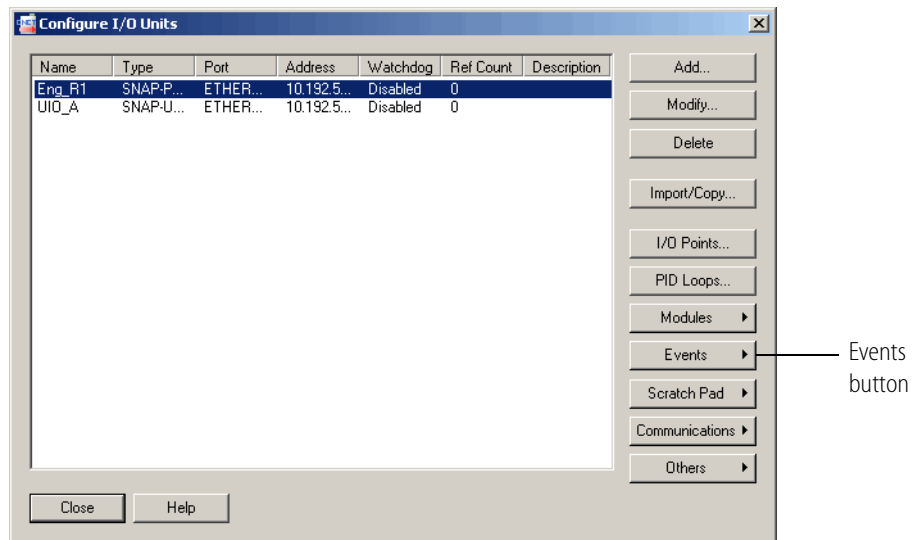 Configure I/O Units
Name Type Port Address Watchdog Ref Count Description
Eng_R1 SNAP-P... ETHER... 10.192.5... Disabled 0
UIO_A SNAP-U... ETHER... 10.192.5... Disabled 0
Add...
Modify...
Delete
Import/Copy...
I/O Points...
PID Loops...
Modules
Events
Scratch Pad
Communications
Others
Events
button
Close Help